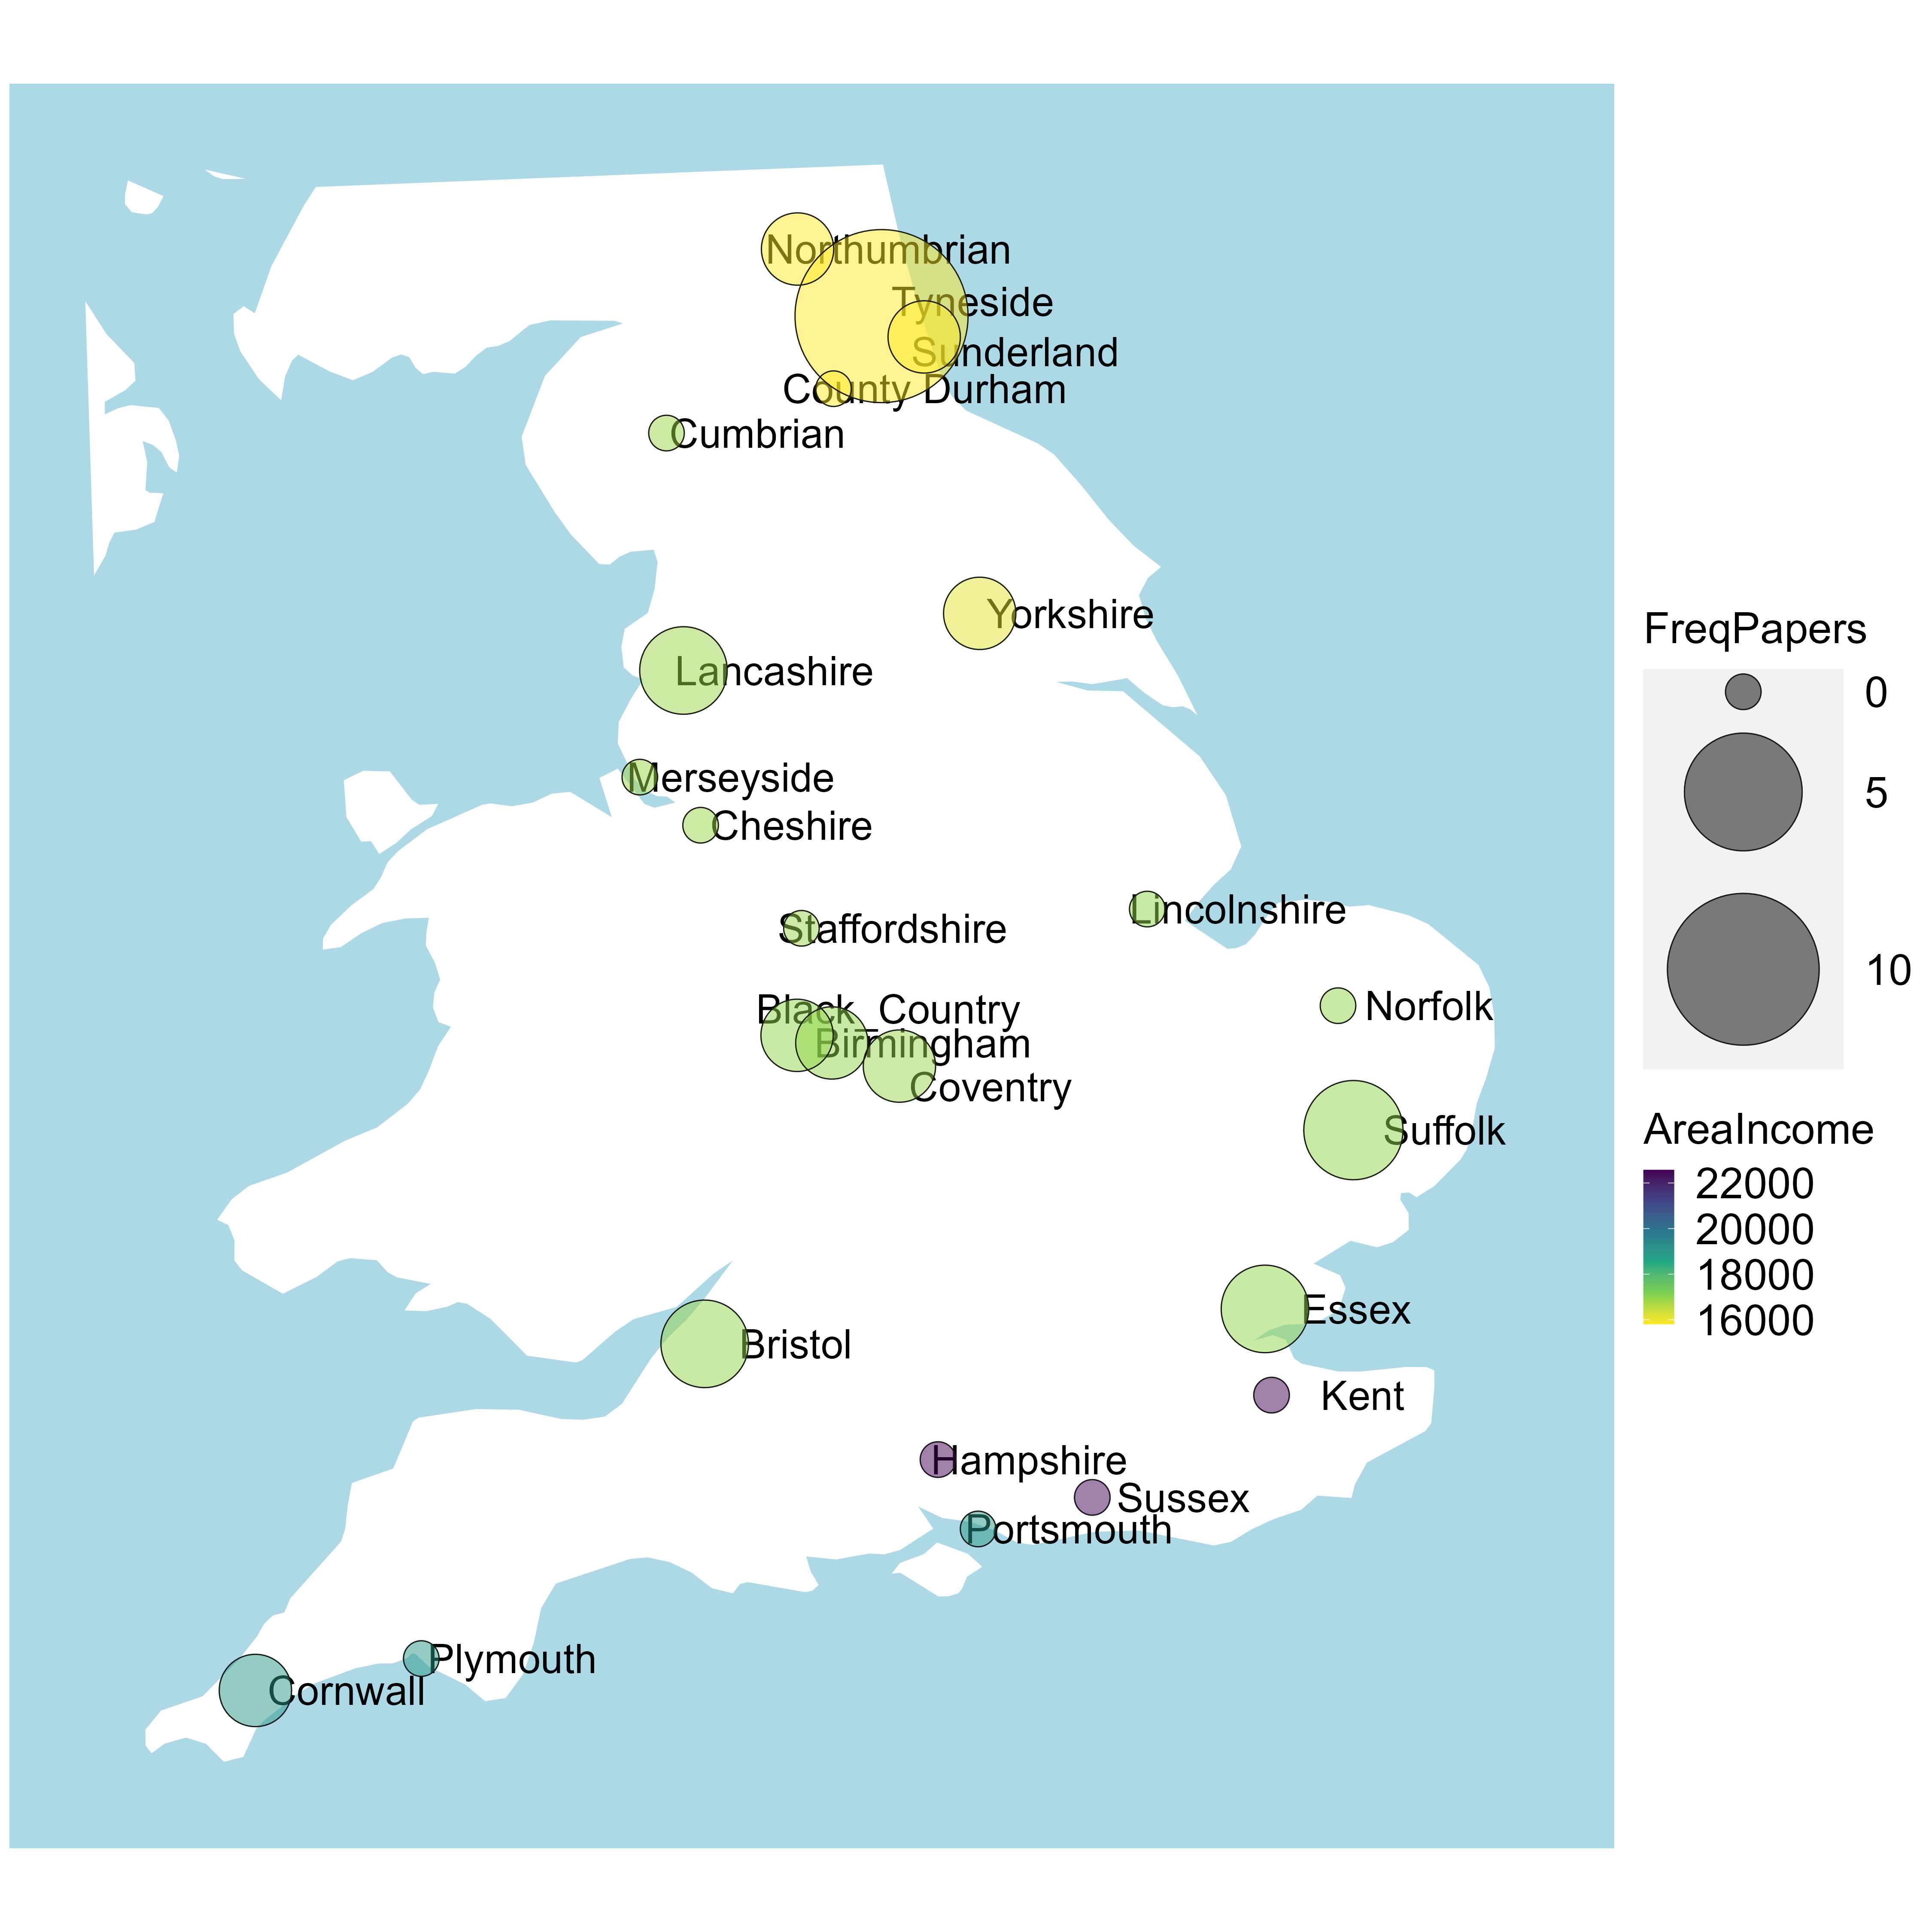 Northumbrian
Tyneside
Sunderland
County Durham
Cumbrian
Yorkshire
Lancashire
Merseyside
Cheshire
Lincolnshire
Staffordshire
Norfolk
Black_Country
Birmingham
Coventry
Suffolk
Essex
Bristol
Kent
Hampshire
Sussex
Portsmouth
Plymouth
Cornwall
FreqPapers
0
5
10
AreaIncome
22000
20000
18000
16000